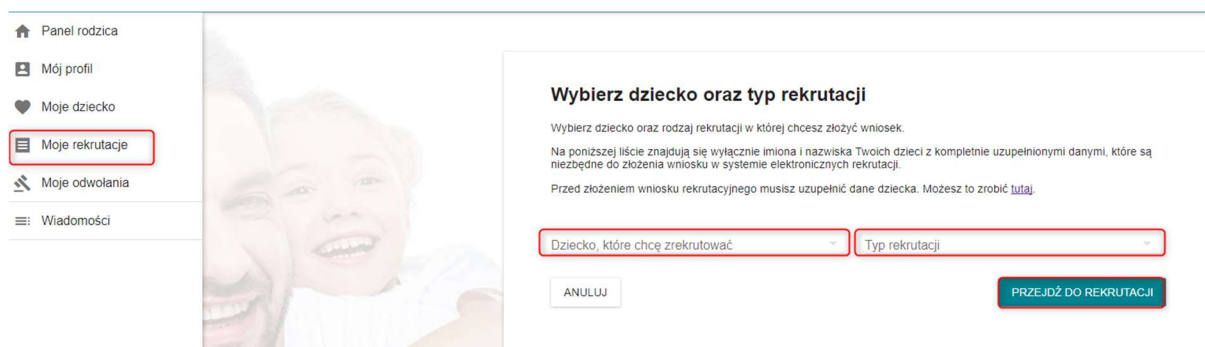 Panel rodzica
Mój profil
Moje dziecko
Moje rekrutacje
Moje odwołania
Wiadomości
Wybierz dziecko oraz typ rekrutacji
Wybierz dziecko oraz rodzaj rekrutacji w której chcesz złożyć wniosek.
Na poniższej liście znajdują się wyłącznie imiona i nazwiska Twoich dzieci z kompletnie uzupełnionymi danymi, które są
niezbędne do złożenia wniosku w systemie elektronicznych rekrutacji.
Przed złożeniem wniosku rekrutacyjnego musisz uzupełnić dane dziecka. Możesz to zrobić tutaj.
Dziecko, które chcę zrekrutować
Typ rekrutacji
ANULUJ
PRZEJDŹ DO REKRUTACJI